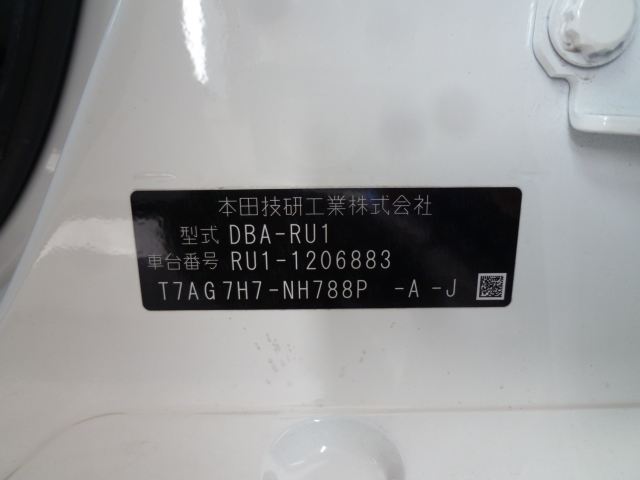 本田技研工業株式会社
型式 DBA-RU1
車台番号 RU1-1206883
T7AG7H7-NH788P -A -J